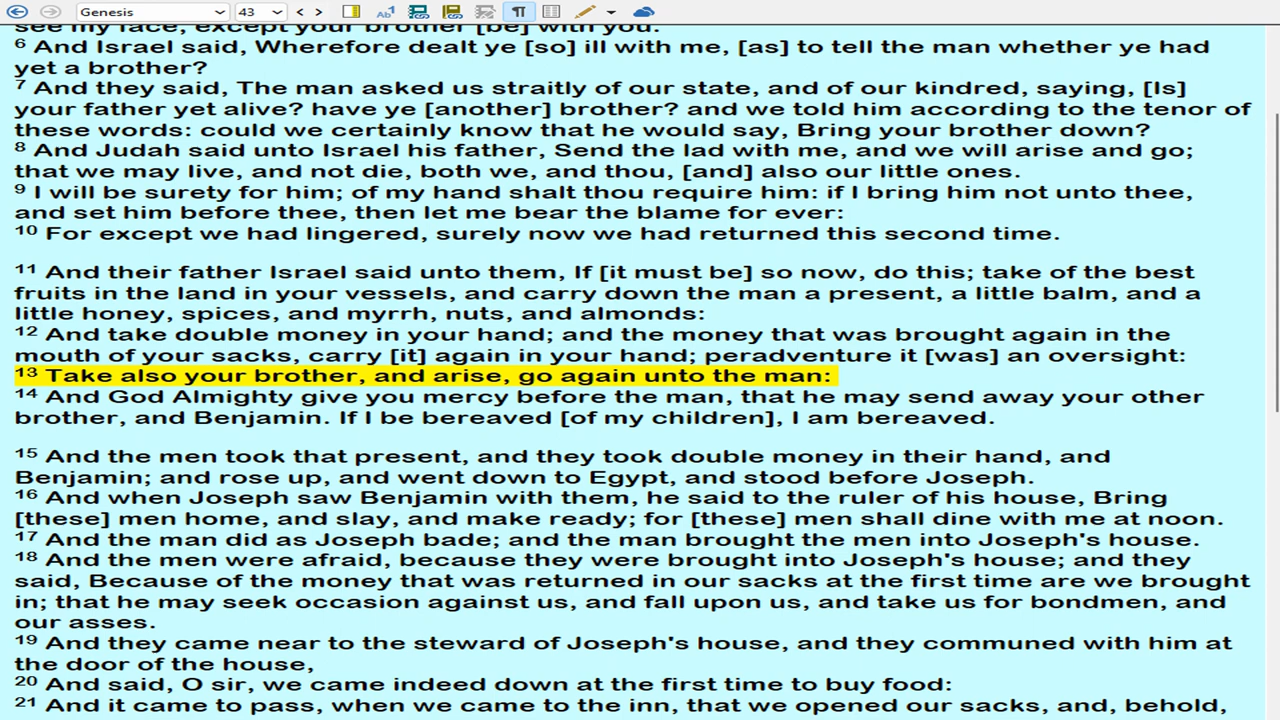 Genesis 43 < > Ab¹ ¶
see my face, except your brother [be] with you.
6 And Israel said, Wherefore dealt ye [so] ill with me, [as] to tell the man whether ye had
yet a brother?
7 And they said, The man asked us straitly of our state, and of our kindred, saying, [Is]
your father yet alive? have ye [another] brother? and we told him according to the tenor of
these words: could we certainly know that he would say, Bring your brother down?
8 And Judah said unto Israel his father, Send the lad with me, and we will arise and go;
that we may live, and not die, both we, and thou, [and] also our little ones.
9 I will be surety for him; of my hand shalt thou require him: if I bring him not unto thee,
and set him before thee, then let me bear the blame for ever:
10 For except we had lingered, surely now we had returned this second time.
11 And their father Israel said unto them, If [it must be] so now, do this; take of the best
fruits in the land in your vessels, and carry down the man a present, a little balm, and a
little honey, spices, and myrrh, nuts, and almonds:
12 And take double money in your hand; and the money that was brought again in the
mouth of your sacks, carry [it] again in your hand; peradventure it [was] an oversight:
13 Take also your brother, and arise, go again unto the man:
14 And God Almighty give you mercy before the man, that he may send away your other
brother, and Benjamin. If I be bereaved [of my children], I am bereaved.
15 And the men took that present, and they took double money in their hand, and
Benjamin; and rose up, and went down to Egypt, and stood before Joseph.
16 And when Joseph saw Benjamin with them, he said to the ruler of his house, Bring
[these] men home, and slay, and make ready; for [these] men shall dine with me at noon.
17 And the man did as Joseph bade; and the man brought the men into Joseph's house.
18 And the men were afraid, because they were brought into Joseph's house; and they
said, Because of the money that was returned in our sacks at the first time are we brought
in; that he may seek occasion against us, and fall upon us, and take us for bondmen, and
our asses.
19 And they came near to the steward of Joseph's house, and they communed with him at
the door of the house,
20 And said, O sir, we came indeed down at the first time to buy food:
21 And it came to pass, when we came to the inn, that we opened our sacks, and, behold,